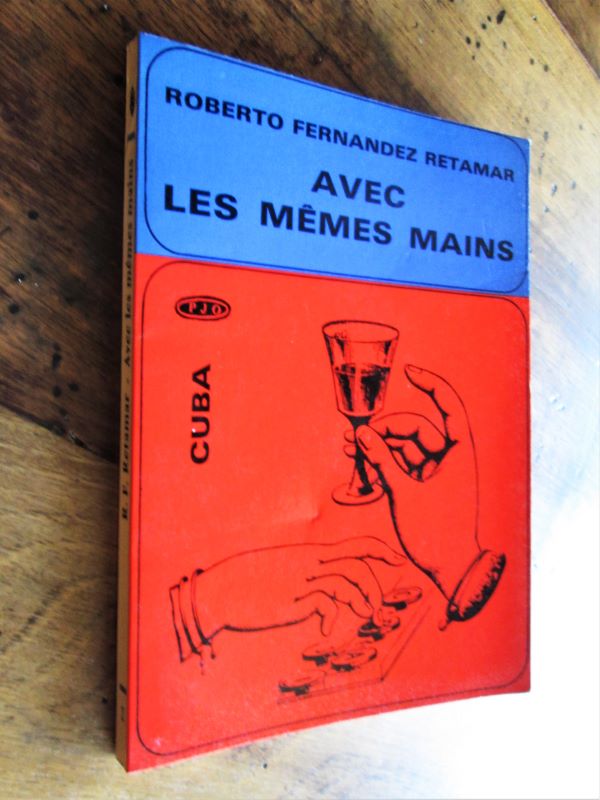 ROBERTO FERNANDEZ RETAMAR
AVEC
LES MÊMES MAINS
PJO
CUBA
R. F. Retamar - Avec les mêmes mains